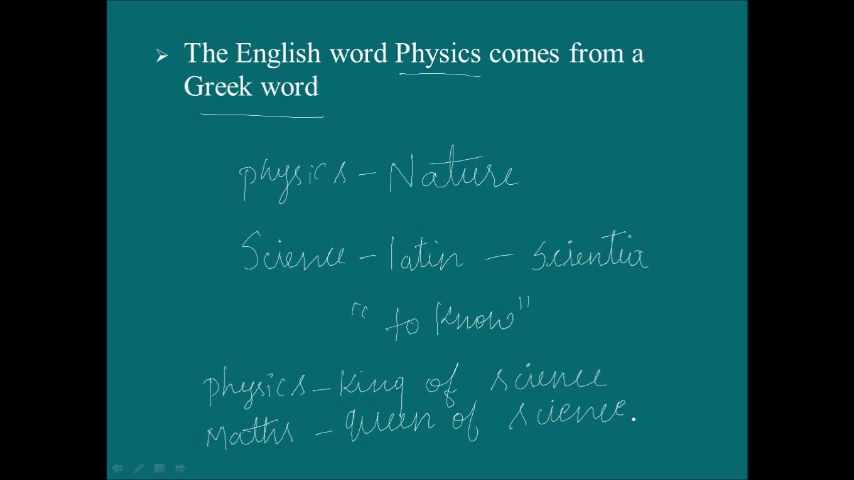 The English word Physics comes from a
Greek word
physics - Nature
Science - latin - scientia
"to know"
physics - King of science
Maths - queen of science.